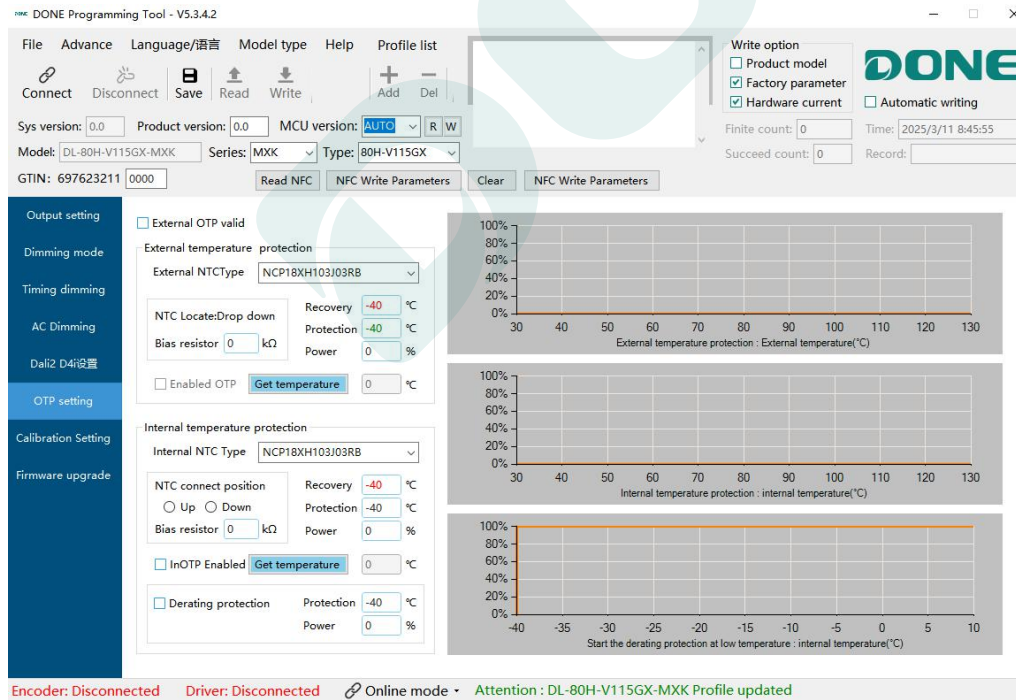 DONE Programming Tool - V5.3.4.2
File Advance Language/语言 Model type Help Profile list
Connect Disconnect Save Read Write Add Del
Write option
Product model
Factory parameter
Hardware current
DONE
Automatic writing
Sys version: 0.0 Product version: 0.0 MCU version: AUTO R W
Finite count: 0 Time: 2025/3/11 8:45:55
Model: DL-80H-V115GX-MXK Series: MXK Type: 80H-V115GX
Succeed count: 0 Record:
GTIN: 697623211 0000 Read NFC NFC Write Parameters Clear NFC Write Parameters
Output setting
Dimming mode
Timing dimming
AC Dimming
Dali2 D4i设置
OTP setting
Calibration Setting
Firmware upgrade
External OTP valid
External temperature protection
External NTCType NCP18XH103J03RB
NTC Locate:Drop down
Bias resistor 0 kΩ
Recovery -40 ℃
Protection -40 ℃
Power 0 %
Enabled OTP Get temperature 0 ℃
Internal temperature protection
Internal NTC Type NCP18XH103J03RB
NTC connect position
Up Down
Bias resistor 0 kΩ
Recovery -40 ℃
Protection -40 ℃
Power 0 %
InOTP Enabled Get temperature 0 ℃
Derating protection Protection -40 ℃
Power 0 %
100%
80%
60%
40%
20%
0%
30 40 50 60 70 80 90 100 110 120 130
External temperature protection : External temperature(℃)
100%
80%
60%
40%
20%
0%
30 40 50 60 70 80 90 100 110 120 130
Internal temperature protection : internal temperature(℃)
100%
80%
60%
40%
20%
0%
-40 -35 -30 -25 -20 -15 -10 -5 0 5 10
Start the derating protection at low temperature : internal temperature(℃)
Encoder: Disconnected Driver: Disconnected Online mode Attention : DL-80H-V115GX-MXK Profile updated